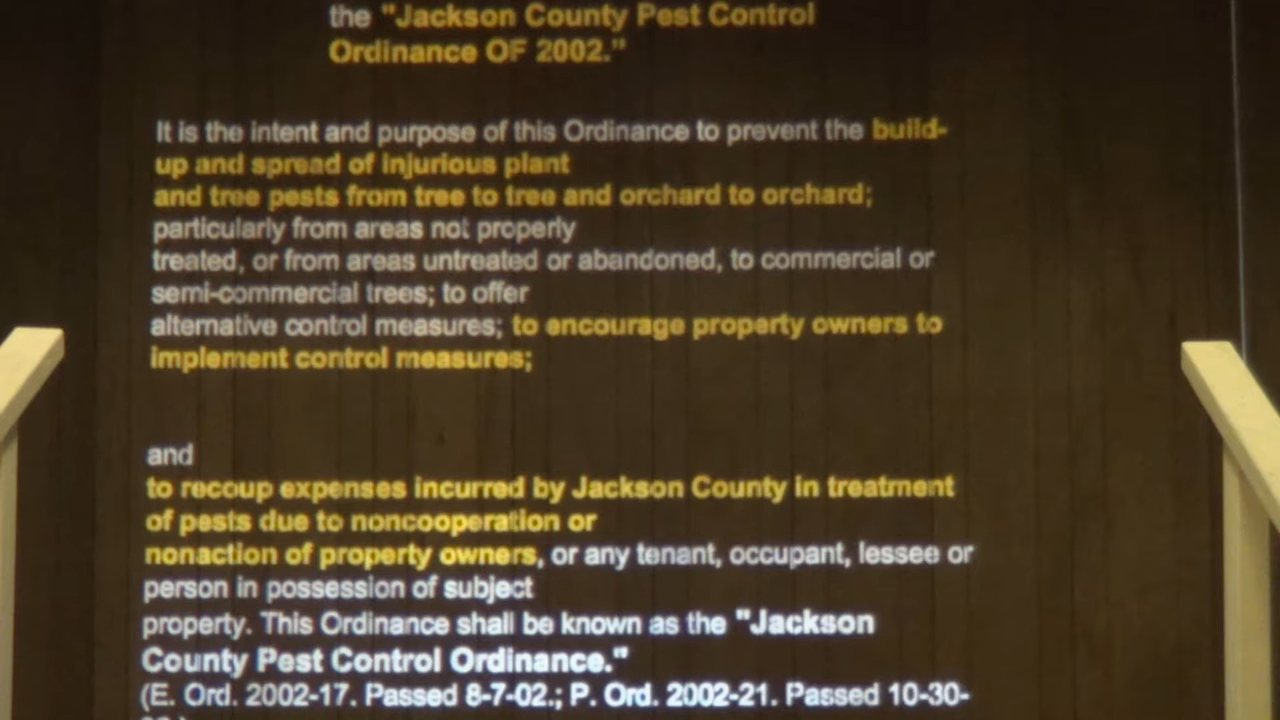 the "Jackson County Pest Control
Ordinance OF 2002."
It is the intent and purpose of this Ordinance to prevent the build-
up and spread of injurious plant
and tree pests from tree to tree and orchard to orchard;
particularly from areas not properly
treated, or from areas untreated or abandoned, to commercial or
semi-commercial trees; to offer
alternative control measures; to encourage property owners to
implement control measures;
and
to recoup expenses incurred by Jackson County in treatment
of pests due to noncooperation or
nonaction of property owners, or any tenant, occupant, lessee or
person in possession of subject
property. This Ordinance shall be known as the "Jackson
County Pest Control Ordinance."
(E. Ord. 2002-17. Passed 8-7-02.; P. Ord. 2002-21. Passed 10-30-